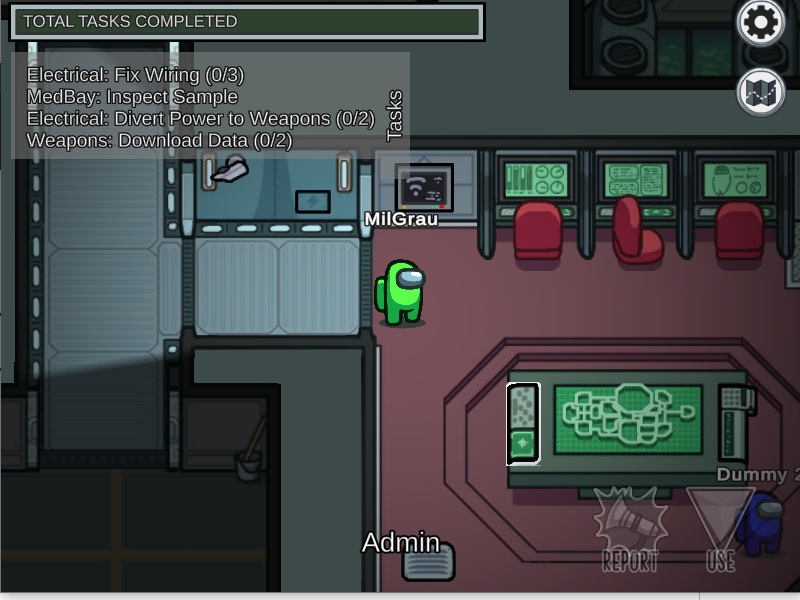 TOTAL TASKS COMPLETED
Electrical: Fix Wiring (0/3)
MedBay: Inspect Sample
Electrical: Divert Power to Weapons (0/2)
Weapons: Download Data (0/2)
Tasks
MilGrau
Dummy 2
REPORT
USE
Admin